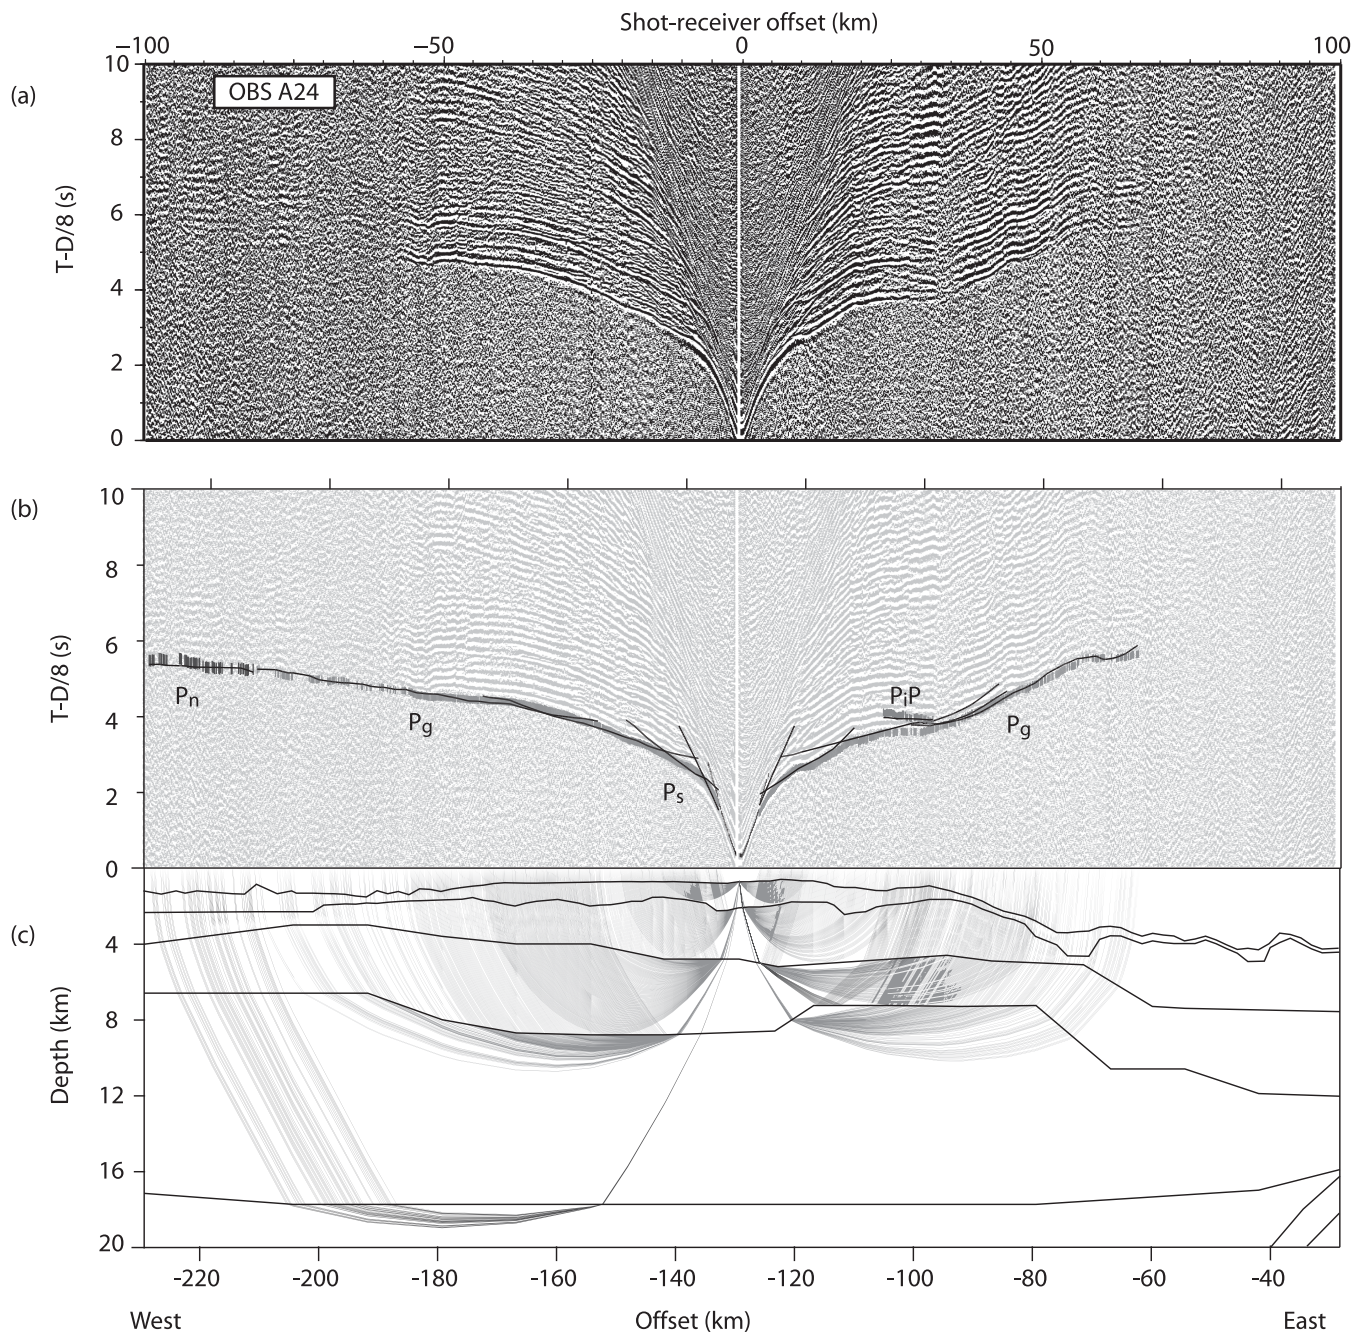 Shot-receiver offset (km)
−100 −50 0 50 100
(a)
OBS A24
10
8
6
4
2
0
T-D/8 (s)
(b)
10
8
6
4
2
0
T-D/8 (s)
Pn
Pg
Ps
PiP
Pg
(c)
4
8
12
16
20
Depth (km)
-220 -200 -180 -160 -140 -120 -100 -80 -60 -40
West Offset (km) East